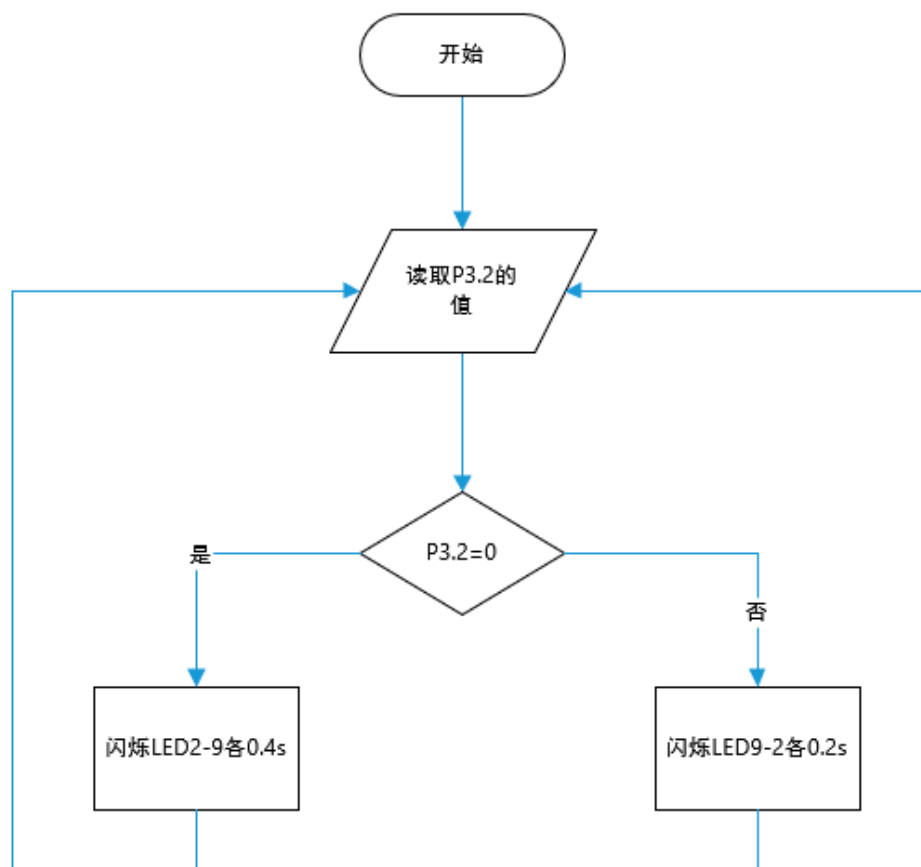 开始
读取P3.2的
值
P3.2=0
是
否
闪烁LED2-9各0.4s
闪烁LED9-2各0.2s